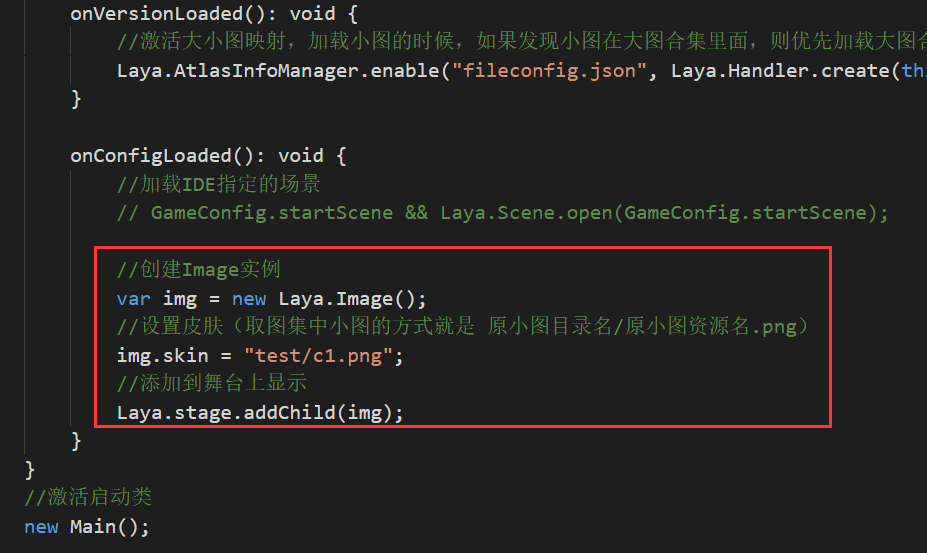 onVersionLoaded(): void {
//激活大小图映射，加载小图的时候，如果发现小图在大图合集里面，则优先加载大图合
Laya.AtlasInfoManager.enable("fileconfig.json", Laya.Handler.create(thi
}
onConfigLoaded(): void {
//加载IDE指定的场景
// GameConfig.startScene && Laya.Scene.open(GameConfig.startScene);
//创建Image实例
var img = new Laya.Image();
//设置皮肤（取图集中小图的方式就是 原小图目录名/原小图资源名.png）
img.skin = "test/c1.png";
//添加到舞台上显示
Laya.stage.addChild(img);
}
}
//激活启动类
new Main();